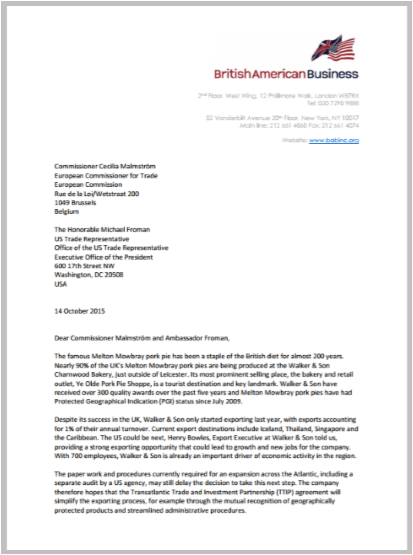 BritishAmericanBusiness
2nd Floor, West Wing, 12 Phillimore Walk, London W87RX
Tel: 020 7290 9888
52 Vanderbilt Avenue 20th Floor, New York, NY 10017
Main line: 212 661 4060 Fax: 212 661 4074
Website: www.babinc.org
Commissioner Cecilia Malmström
European Commissioner for Trade
European Commission
Rue de la Loi/Wetstraat 200
1049 Brussels
Belgium
The Honorable Michael Froman
US Trade Representative
Office of the US Trade Representative
Executive Office of the President
600 17th Street NW
Washington, DC 20508
USA
14 October 2015
Dear Commissioner Malmström and Ambassador Froman,
The famous Melton Mowbray pork pie has been a staple of the British diet for almost 200 years.
Nearly 90% of the UK's Melton Mowbray pork pies are being produced at the Walker & Son
Charnwood Bakery, just outside of Leicester. Its most prominent selling place, the bakery and retail
outlet, Ye Olde Pork Pie Shoppe, is a tourist destination and key landmark. Walker & Son have
received over 300 quality awards over the past five years and Melton Mowbray pork pies have had
Protected Geographical Indication (PGI) status since July 2009.
Despite its success in the UK, Walker & Son only started exporting last year, with exports accounting
for 1% of their annual turnover. Current export destinations include Iceland, Thailand, Singapore and
the Caribbean. The US could be next, Henry Bowles, Export Executive at Walker & Son told us,
providing a strong exporting opportunity that could lead to growth and new jobs for the company.
With 700 employees, Walker & Son is already an important driver of economic activity in the region.
The paper work and procedures currently required for an expansion across the Atlantic, including a
separate audit by a US agency, may still delay the decision to take this next step. The company
therefore hopes that the Transatlantic Trade and Investment Partnership (TTIP) agreement will
simplify the exporting process, for example through the mutual recognition of geographically
protected products and streamlined administrative procedures.